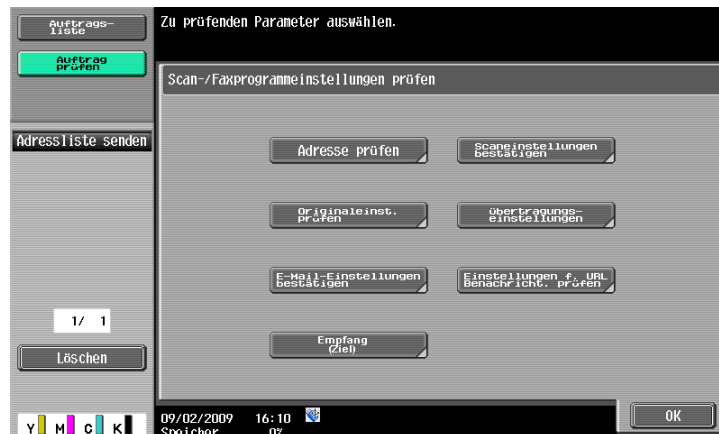 Auftrags-
liste
Auftrag
prüfen
Adressliste senden
1/ 1
Löschen
Y M C K
Zu prüfenden Parameter auswählen.
Scan-/Faxprogrammeinstellungen prüfen
Adresse prüfen
Scaneinstellungen
bestätigen
Originaleinst.
prüfen
übertragungs-
einstellungen
E-Mail-Einstellungen
bestätigen
Einstellungen f. URL
Benachricht. prüfen
Empfang
(Ziel)
09/02/2009 16:10
Speicher 0%
OK